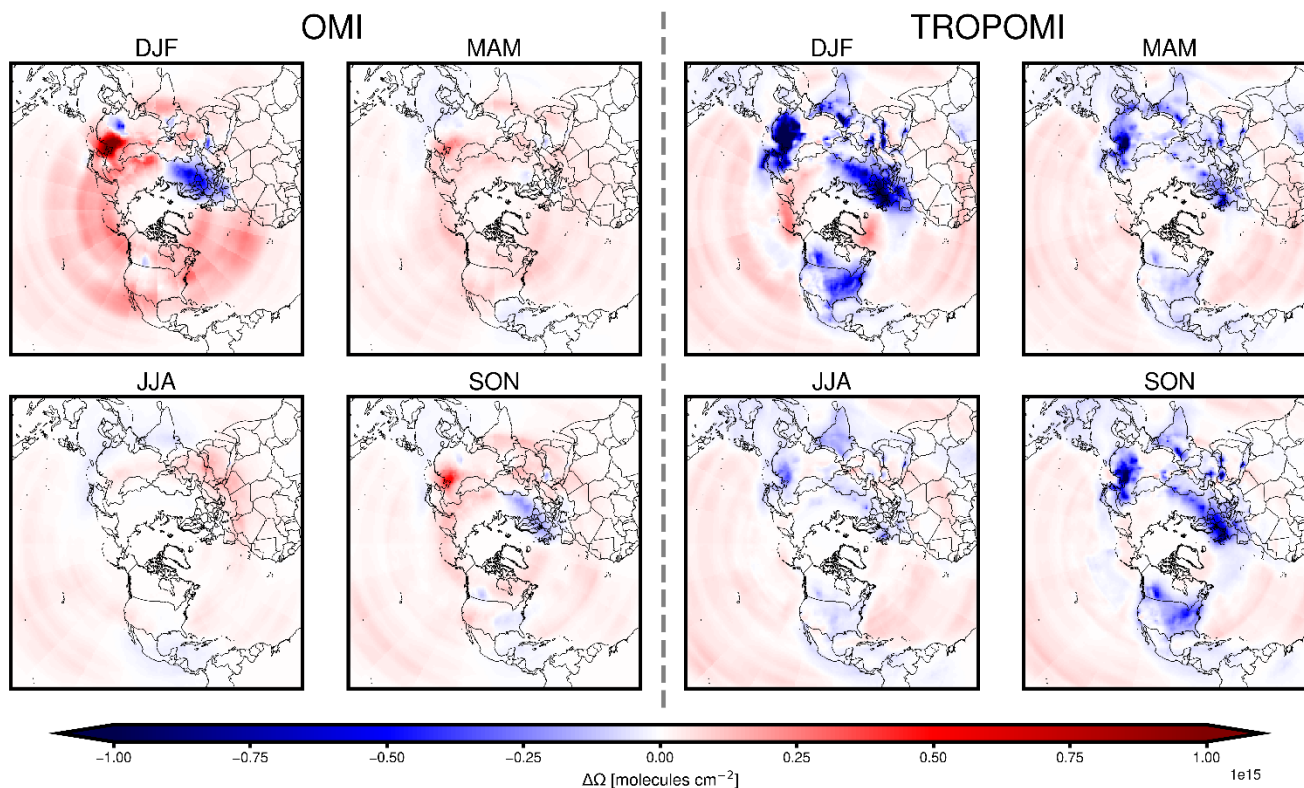 OMI
TROPOMI
DJF
MAM
DJF
MAM
JJA
SON
JJA
SON
−1.00
−0.75
−0.50
−0.25
0.00
0.25
0.50
0.75
1.00
1e15
ΔΩ [molecules cm⁻²]